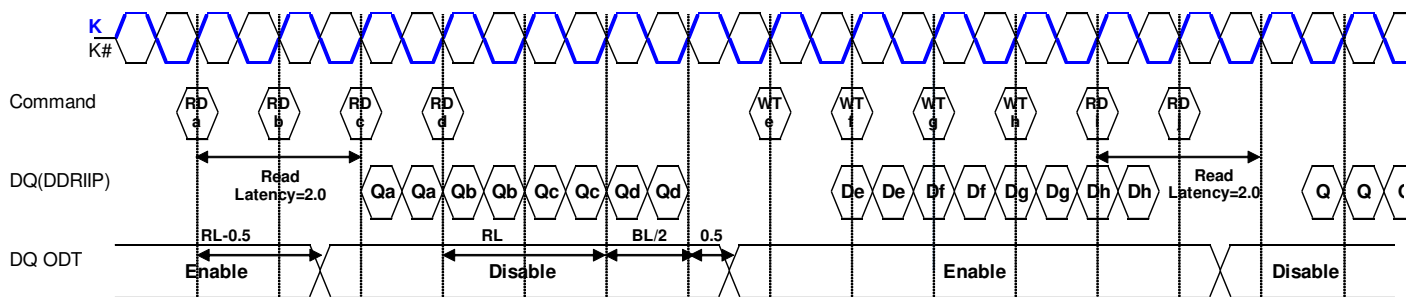 K
K#
Command
RD a RD b RD c RD d WT e WT f WT g WT h RD RD
Read Latency=2.0
Read Latency=2.0
DQ(DDRIIP)
Qa Qa Qb Qb Qc Qc Qd Qd De De Df Df Dg Dg Dh Dh Q Q
RL-0.5 RL BL/2 0.5
DQ ODT
Enable Disable Enable Disable